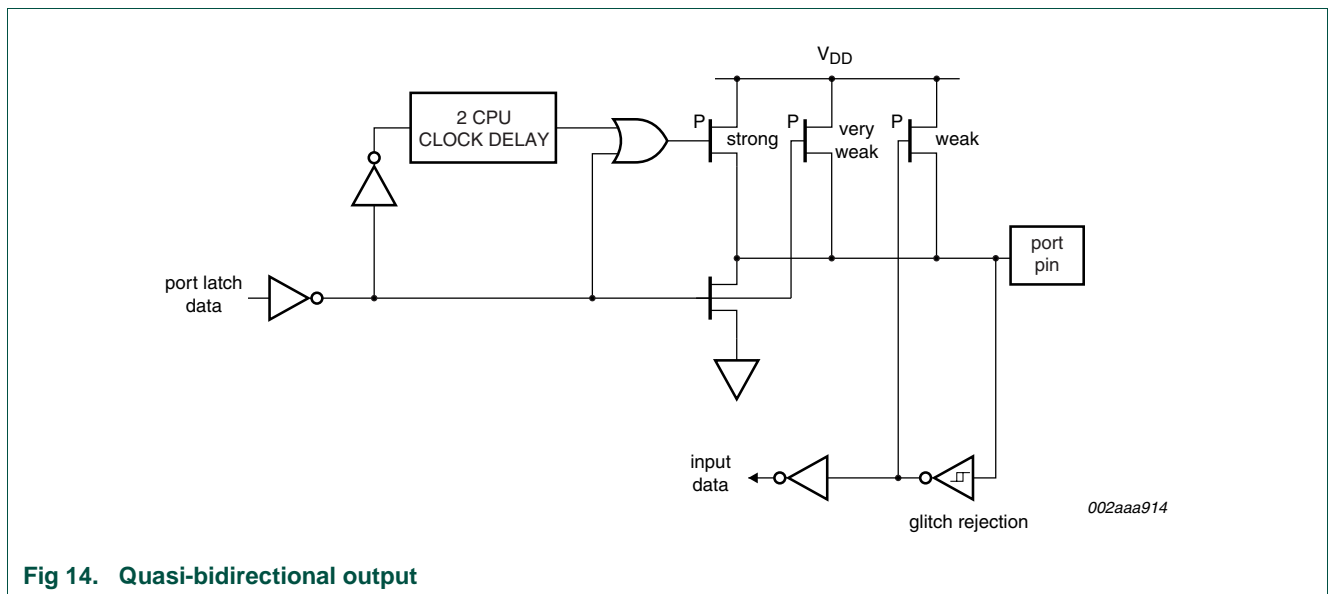 V_DD
2 CPU
CLOCK DELAY
P
strong
P
very
weak
P
weak
port latch
data
port
pin
input
data
glitch rejection
002aaa914
Fig 14. Quasi-bidirectional output